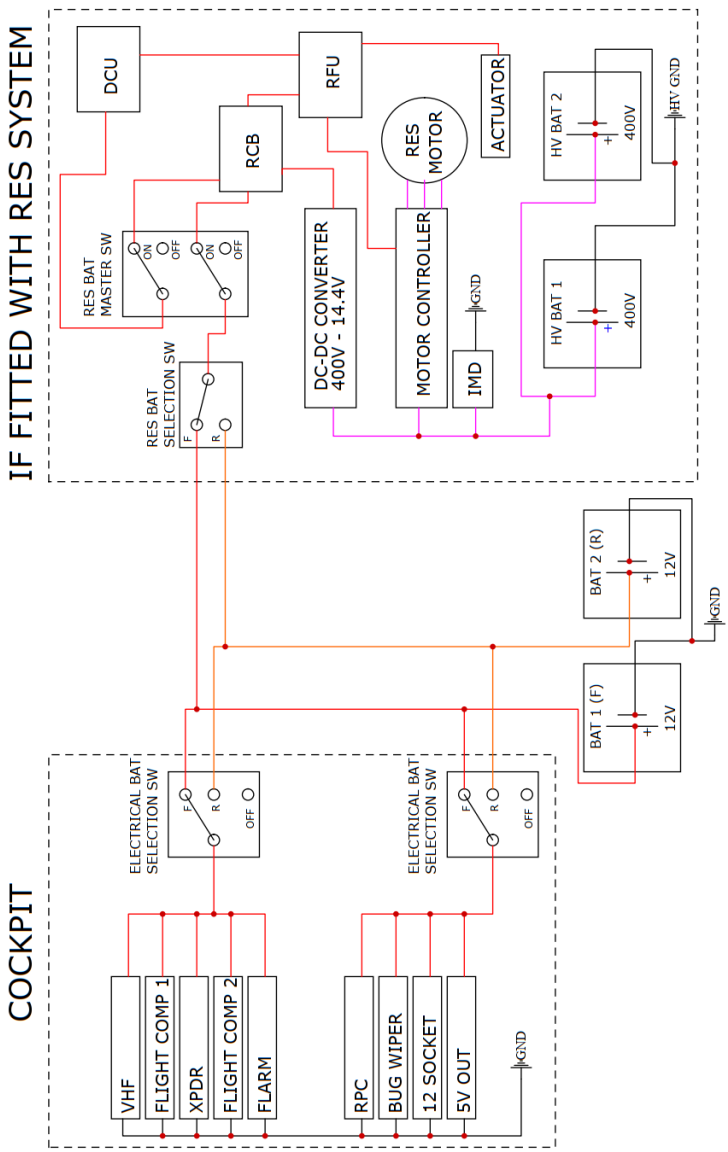 IF FITTED WITH RES SYSTEM
DCU
RFU
ACTUATOR
RCB
RES
MOTOR
HV BAT 2
+
400V
HV GND
RES BAT
MASTER SW
ON
OFF
ON
OFF
DC-DC CONVERTER
400V - 14.4V
MOTOR CONTROLLER
GND
IMD
HV BAT 1
+
400V
RES BAT
SELECTION SW
F
R
BAT 2 (R)
+
12V
GND
BAT 1 (F)
+
12V
COCKPIT
ELECTRICAL BAT
SELECTION SW
F
R
OFF
ELECTRICAL BAT
SELECTION SW
F
R
OFF
VHF
FLIGHT COMP 1
XPDR
FLIGHT COMP 2
FLARM
RPC
BUG WIPER
12 SOCKET
5V OUT
GND